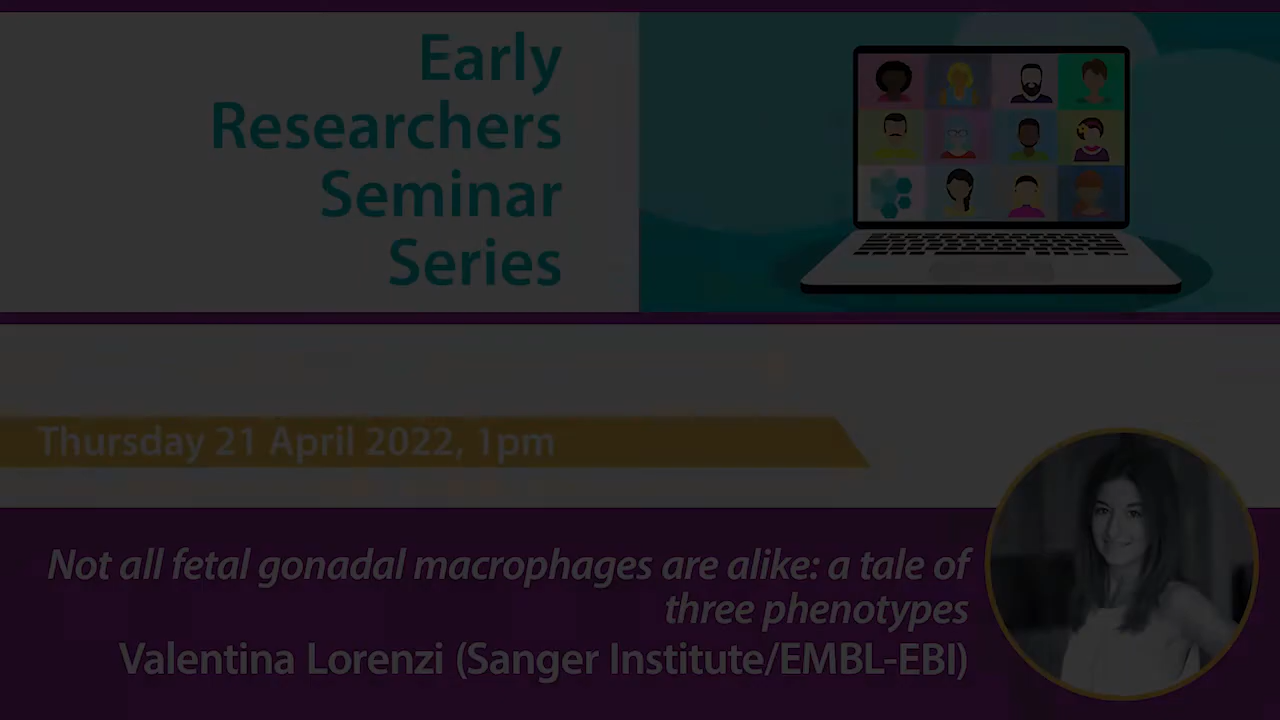 Early
Researchers
Seminar
Series
Thursday 21 April 2022, 1pm
Not all fetal gonadal macrophages are alike: a tale of
three phenotypes
Valentina Lorenzi (Sanger Institute/EMBL-EBI)